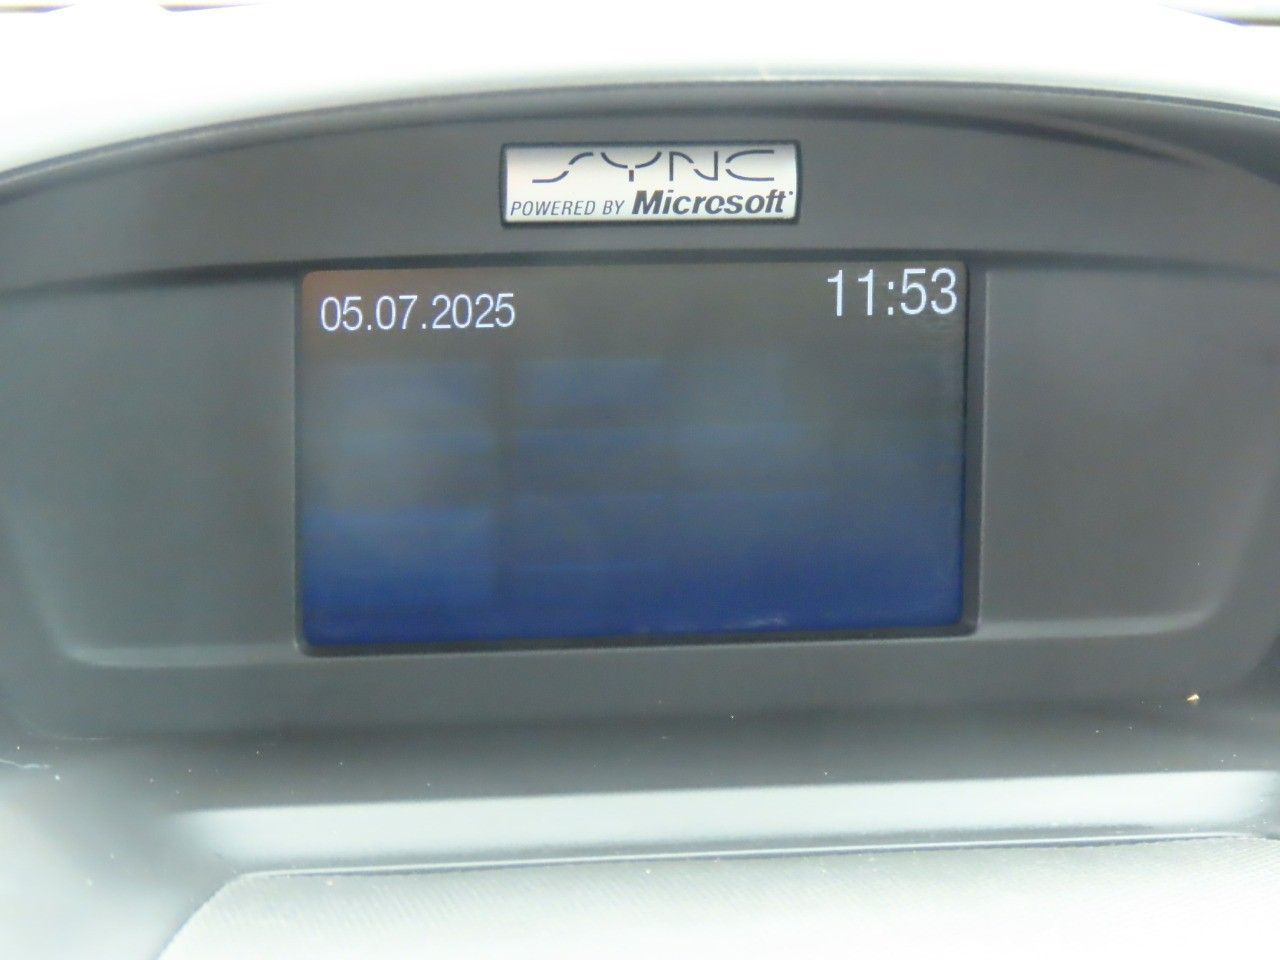 SYNC
POWERED BY Microsoft
05.07.2025
11:53